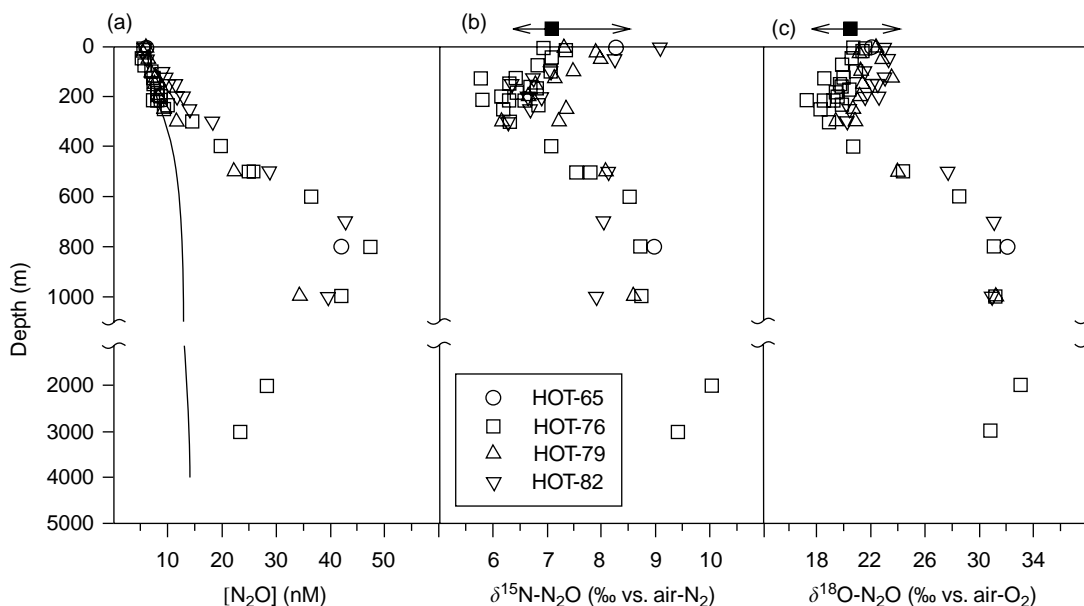 (a)
(b)
(c)
0
200
400
600
800
1000
2000
3000
4000
5000
Depth (m)
10 20 30 40 50
[N₂O] (nM)
HOT-65
HOT-76
HOT-79
HOT-82
6 7 8 9 10
δ¹⁵N-N₂O (‰ vs. air-N₂)
18 22 26 30 34
δ¹⁸O-N₂O (‰ vs. air-O₂)